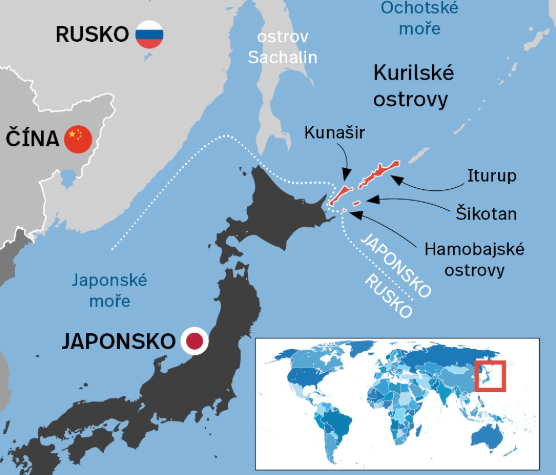 Ochotské
moře
RUSKO
ostrov
Sachalin
Kurilské
ostrovy
Kunašir
ČÍNA
Iturup
Šikotan
Hamobajské
ostrovy
JAPONSKO
RUSKO
Japonské
moře
JAPONSKO